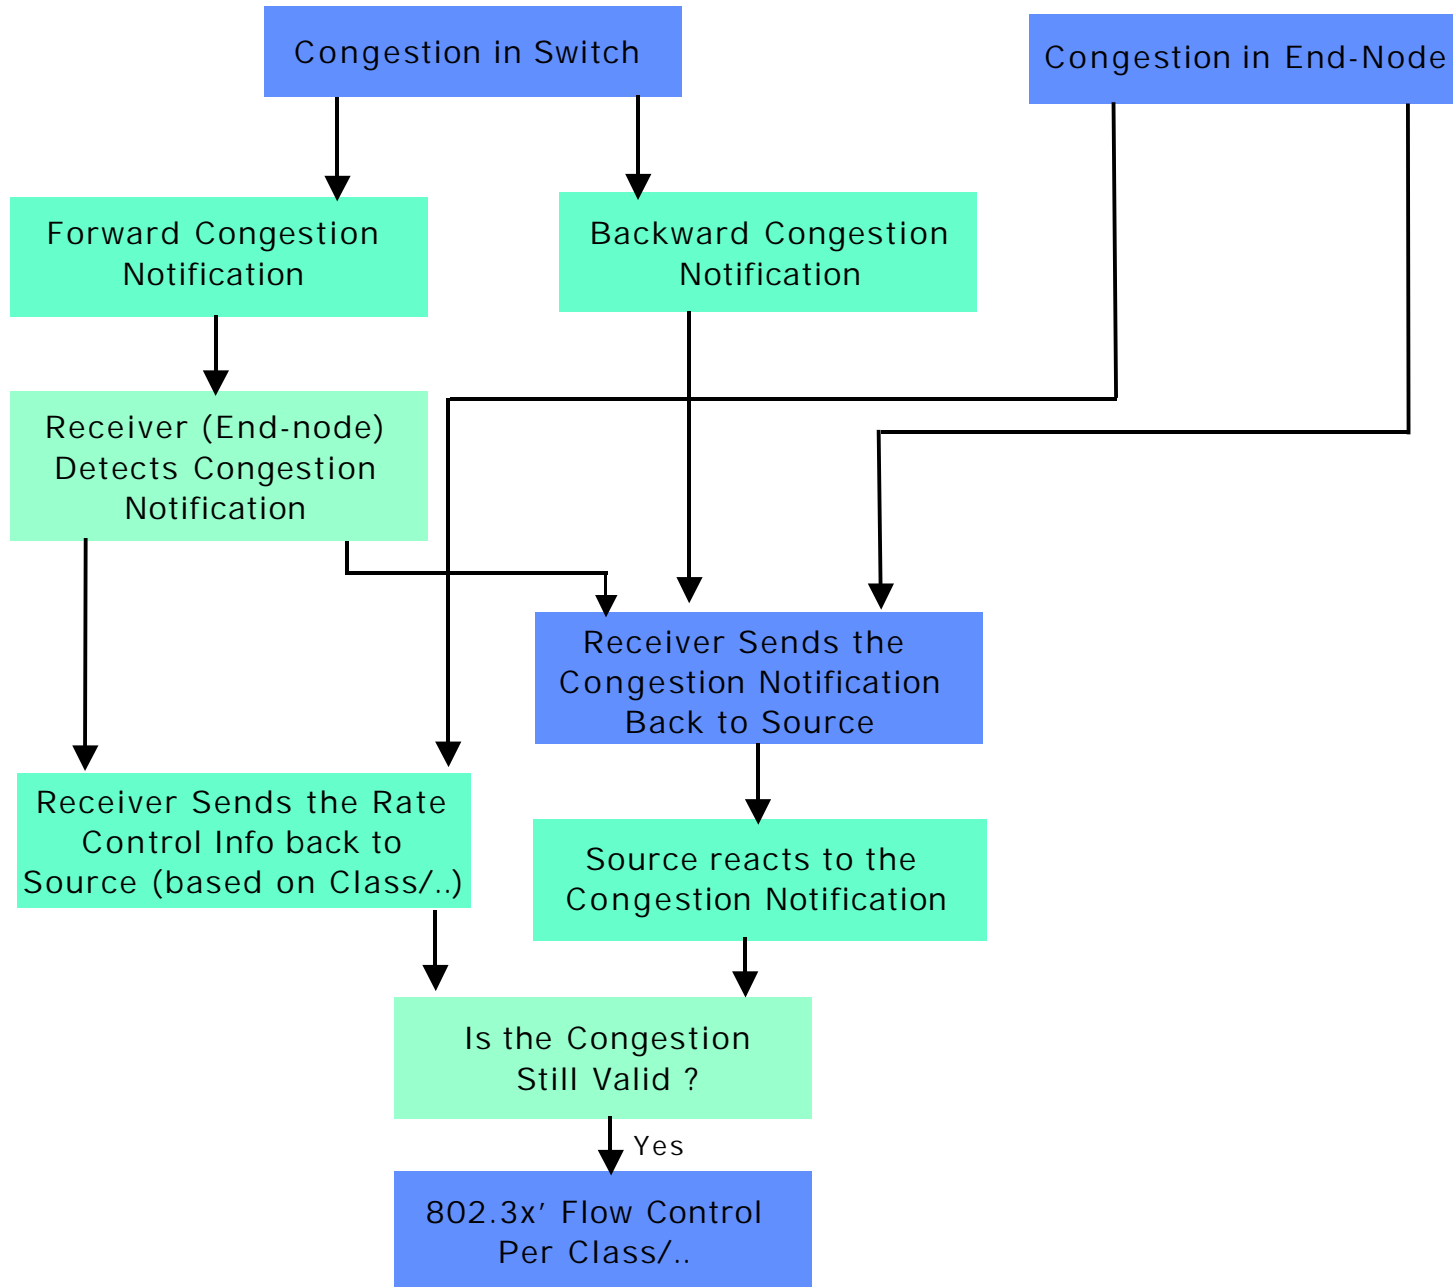 Congestion in Switch
Congestion in End-Node
Forward Congestion
Notification
Backward Congestion
Notification
Receiver (End-node)
Detects Congestion
Notification
Receiver Sends the
Congestion Notification
Back to Source
Receiver Sends the Rate
Control Info back to
Source (based on Class/..)
Source reacts to the
Congestion Notification
Is the Congestion
Still Valid ?
Yes
802.3x’ Flow Control
Per Class/..